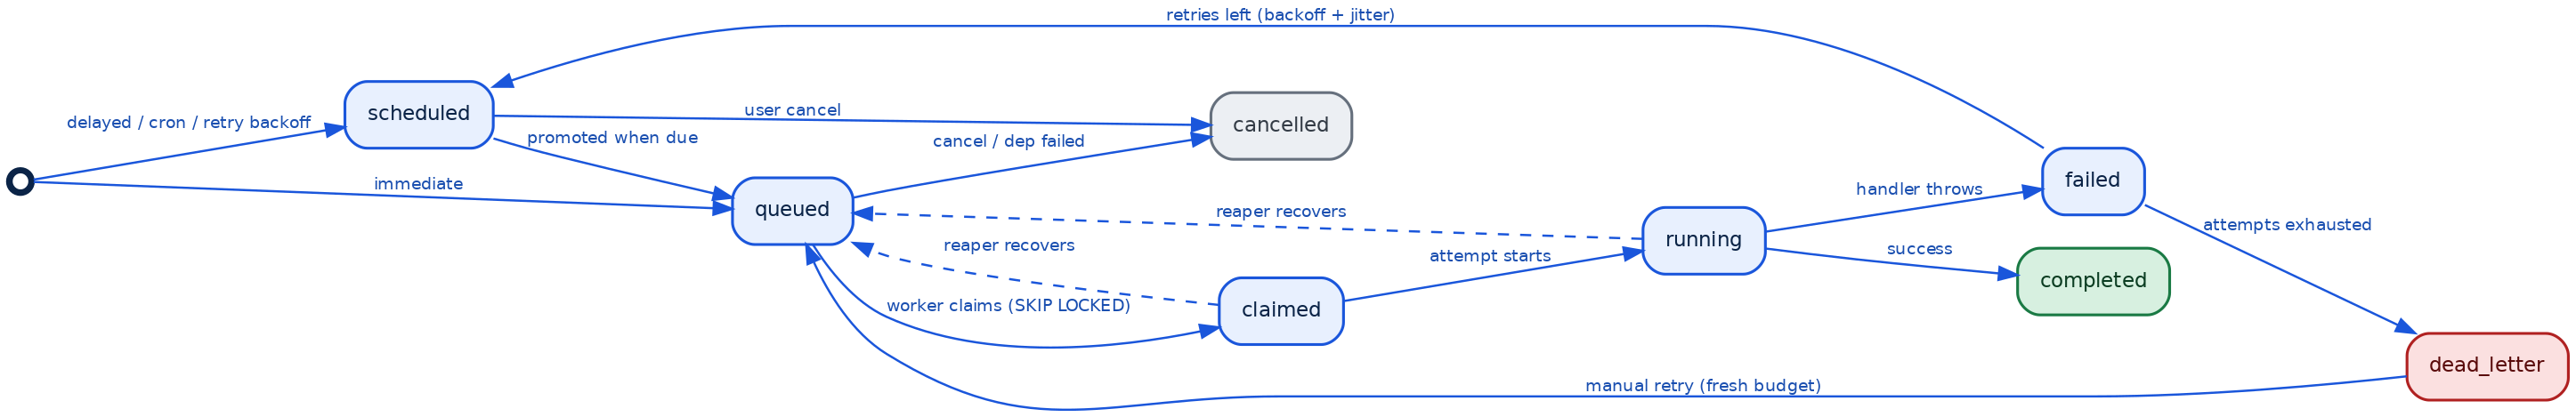 retries left (backoff + jitter)
delayed / cron / retry backoff
scheduled
user cancel
promoted when due
cancelled
cancel / dep failed
immediate
queued
reaper recovers
reaper recovers
worker claims (SKIP LOCKED)
claimed
attempt starts
running
handler throws
failed
success
completed
attempts exhausted
dead_letter
manual retry (fresh budget)